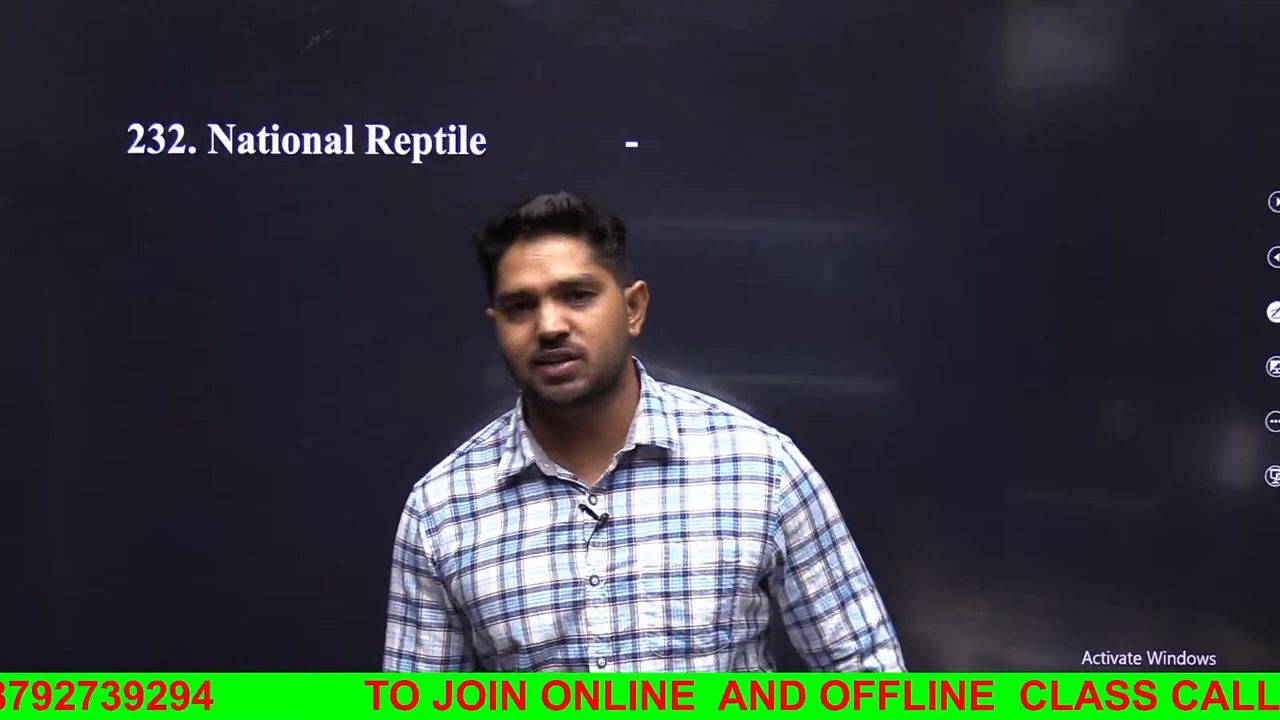 232. National Reptile -
Activate Windows
3792739294 TO JOIN ONLINE AND OFFLINE CLASS CALL